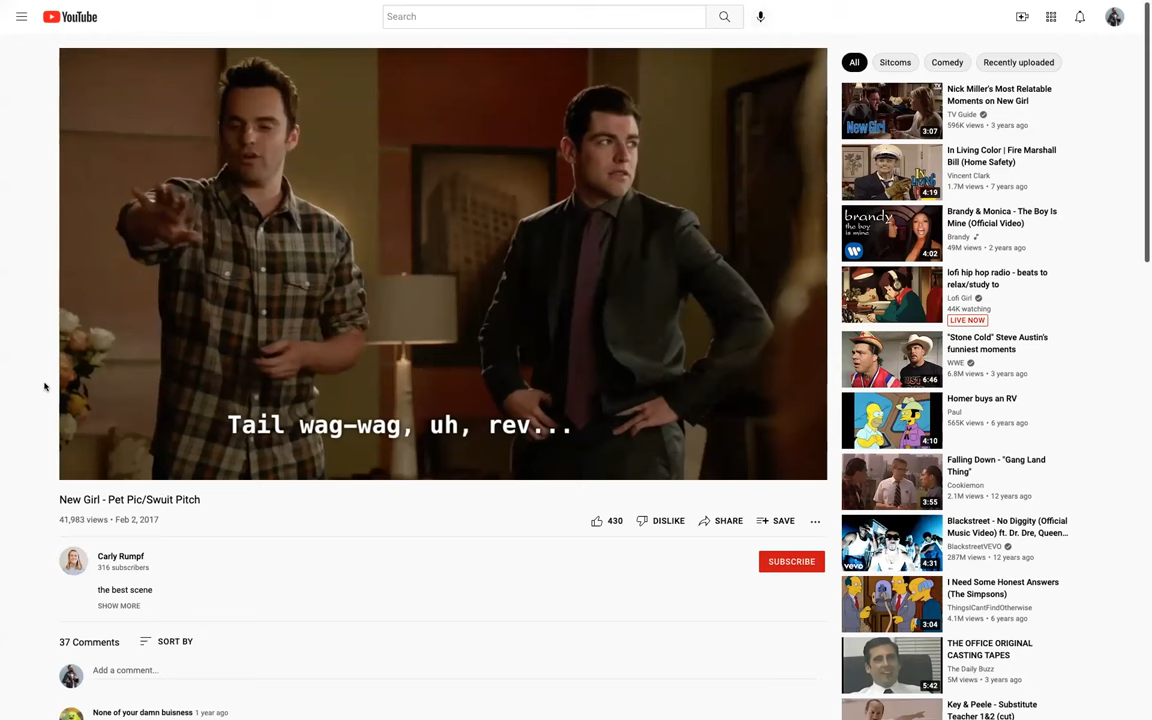 YouTube
Search
Tail wag-wag, uh, rev...
New Girl - Pet Pic/Swuit Pitch
41,983 views • Feb 2, 2017
430
DISLIKE
SHARE
SAVE
Carly Rumpf
316 subscribers
SUBSCRIBE
the best scene
SHOW MORE
37 Comments
SORT BY
Add a comment...
None of your damn buisness 1 year ago
All
Sitcoms
Comedy
Recently uploaded
New Girl
3:07
Nick Miller's Most Relatable
Moments on New Girl
TV Guide
596K views • 3 years ago
4:19
In Living Color | Fire Marshall
Bill (Home Safety)
Vincent Clark
1.7M views • 7 years ago
brandy
the boy
is mine
4:02
Brandy & Monica - The Boy Is
Mine (Official Video)
Brandy
49M views • 2 years ago
lofi hip hop radio - beats to
relax/study to
Lofi Girl
44K watching
LIVE NOW
6:46
"Stone Cold" Steve Austin's
funniest moments
WWE
6.8M views • 3 years ago
4:10
Homer buys an RV
Paul
565K views • 6 years ago
3:55
Falling Down - "Gang Land
Thing"
Cookiemon
2.1M views • 12 years ago
vevo
4:31
Blackstreet - No Diggity (Official
Music Video) ft. Dr. Dre, Queen...
BlackstreetVEVO
287M views • 12 years ago
3:04
I Need Some Honest Answers
(The Simpsons)
ThingsICantFindOtherwise
4.1M views • 6 years ago
5:42
THE OFFICE ORIGINAL
CASTING TAPES
The Daily Buzz
5M views • 3 years ago
Key & Peele - Substitute
Teacher 1&2 (cut)